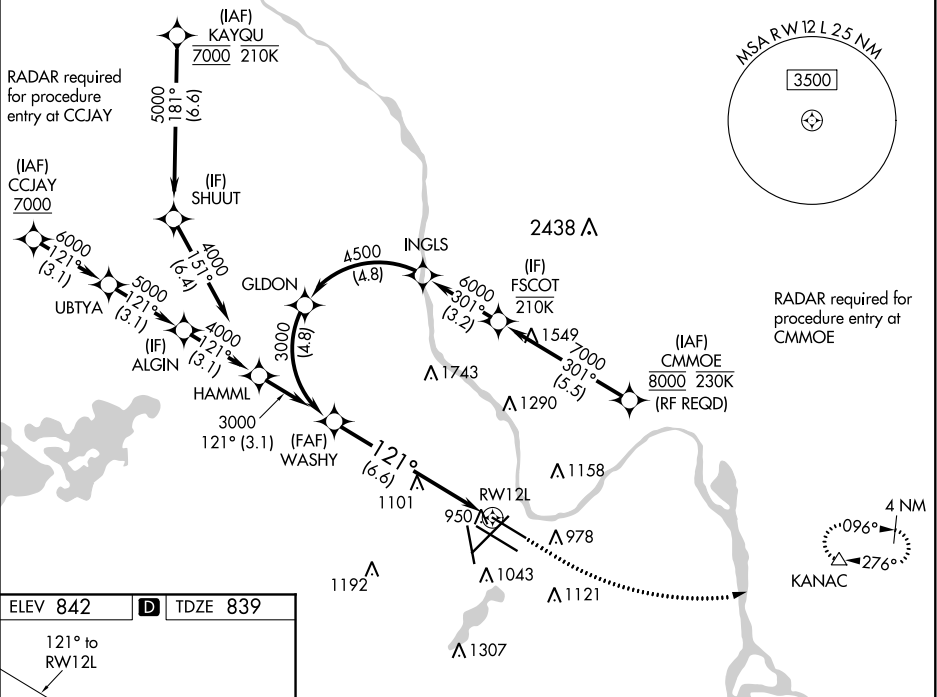 (IAF)
KAYQU
7000 210K
RADAR required
for procedure
entry at CCJAY
5000
181°
(6.6)
MSA RW12L 25 NM
3500
(IAF)
CCJAY
7000
(IF)
SHUUT
6000
121°
(3.1)
UBTYA
5000
121°
(3.1)
(IF)
ALGIN
4000
151°
(6.4)
4000
121°
(3.1)
HAMML
3000
121° (3.1)
GLDON
4500
(4.8)
INGLS
3000
(4.8)
6000
301°
(3.2)
(IF)
FSCOT
210K
2438
1549
7000
301°
(5.5)
(IAF)
CMMOE
8000 230K
(RF REQD)
RADAR required for
procedure entry at
CMMOE
1743
1290
(FAF)
WASHY
121°
(6.6)
1101
1158
RW12L
950
978
1043
1192
1121
1307
4 NM
096°
276°
KANAC
ELEV 842 D TDZE 839
121° to
RW12L